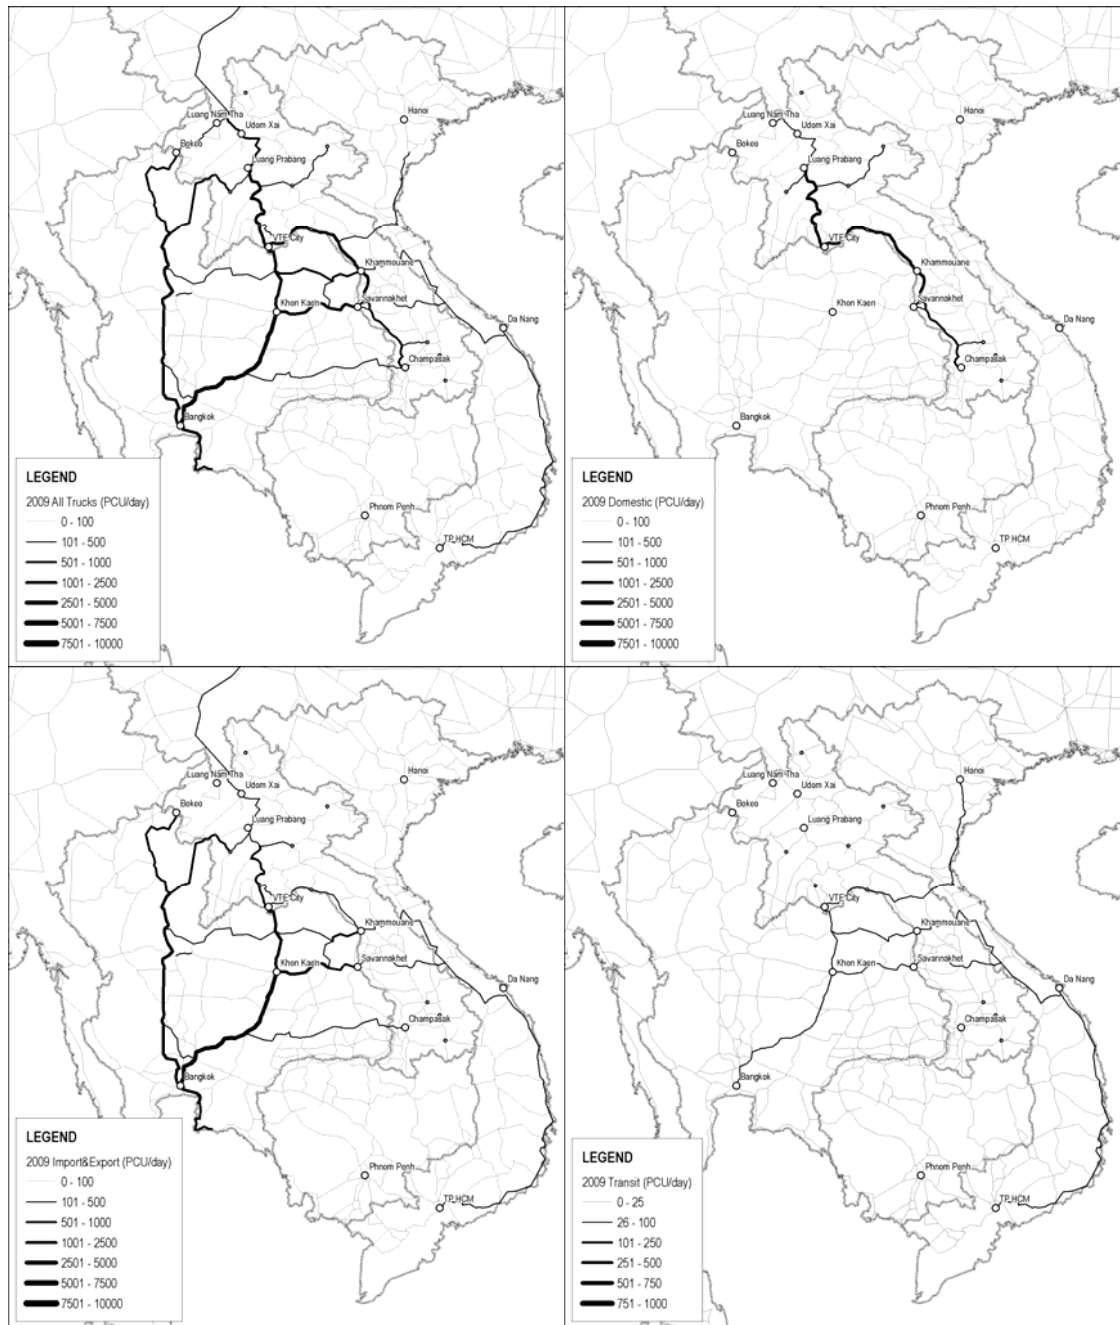 Hanoi
Luang Nam Tha
Udom Xai
Bokeo
Luang Prabang
VTE City
Khammouane
Khon Kaen
Savannakhet
Da Nang
Champasak
Bangkok
Phnom Penh
TP HCM
LEGEND
2009 All Trucks (PCU/day)
0 - 100
101 - 500
501 - 1000
1001 - 2500
2501 - 5000
5001 - 7500
7501 - 10000
Hanoi
Luang Nam Tha
Udom Xai
Bokeo
Luang Prabang
VTE City
Khammouane
Khon Kaen
Savannakhet
Da Nang
Champasak
Bangkok
Phnom Penh
TP HCM
LEGEND
2009 Domestic (PCU/day)
0 - 100
101 - 500
501 - 1000
1001 - 2500
2501 - 5000
5001 - 7500
7501 - 10000
Hanoi
Luang Nam Tha
Udom Xai
Bokeo
Luang Prabang
VTE City
Khammouane
Khon Kaen
Savannakhet
Da Nang
Champasak
Bangkok
Phnom Penh
TP HCM
LEGEND
2009 Import&Export (PCU/day)
0 - 100
101 - 500
501 - 1000
1001 - 2500
2501 - 5000
5001 - 7500
7501 - 10000
Hanoi
Luang Nam Tha
Udom Xai
Bokeo
Luang Prabang
VTE City
Khammouane
Khon Kaen
Savannakhet
Da Nang
Champasak
Bangkok
Phnom Penh
TP HCM
LEGEND
2009 Transit (PCU/day)
0 - 25
26 - 100
101 - 250
251 - 500
501 - 750
751 - 1000